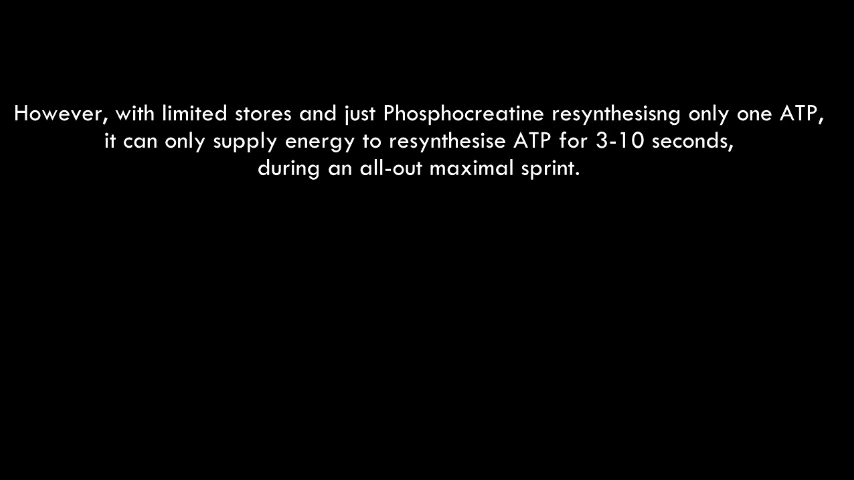 However, with limited stores and just Phosphocreatine resynthesisng only one ATP,
it can only supply energy to resynthesise ATP for 3-10 seconds,
during an all-out maximal sprint.